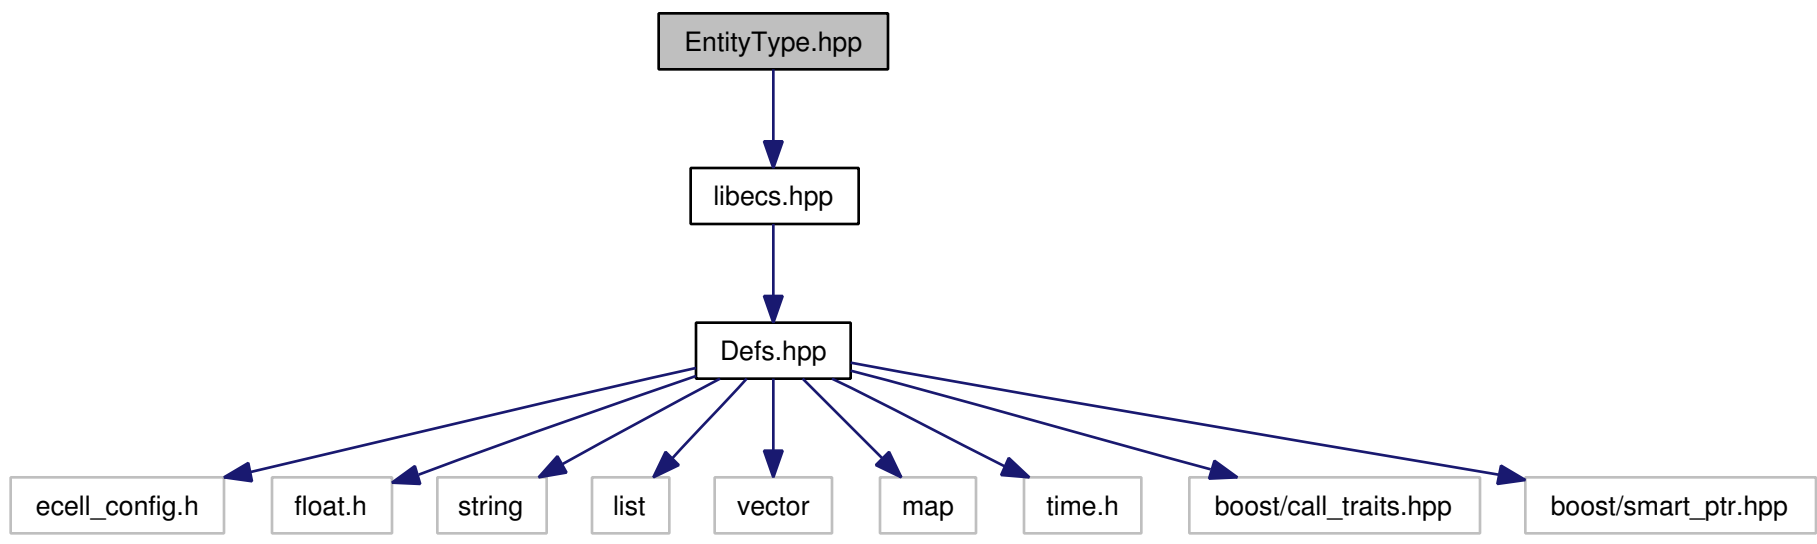 EntityType.hpp
libecs.hpp
Defs.hpp
ecell_config.h
float.h
string
list
vector
map
time.h
boost/call_traits.hpp
boost/smart_ptr.hpp